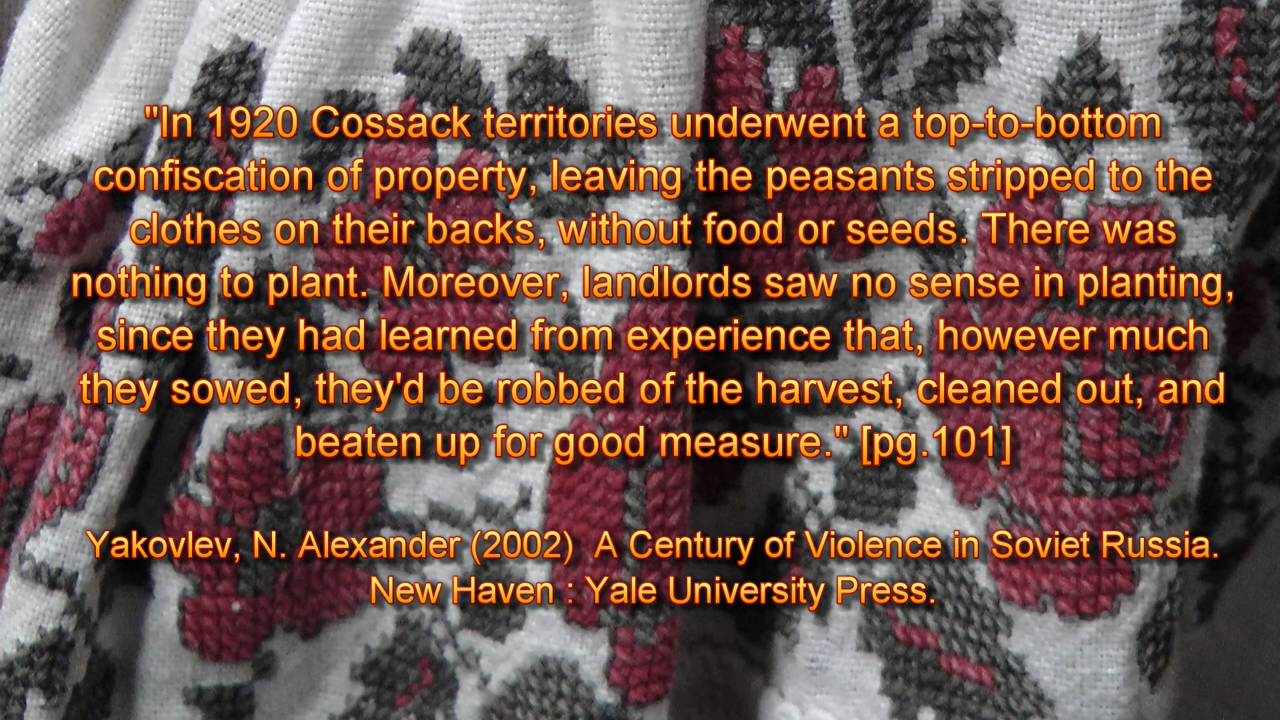 "In 1920 Cossack territories underwent a top-to-bottom
confiscation of property, leaving the peasants stripped to the
clothes on their backs, without food or seeds. There was
nothing to plant. Moreover, landlords saw no sense in planting,
since they had learned from experience that, however much
they sowed, they'd be robbed of the harvest, cleaned out, and
beaten up for good measure." [pg.101]
Yakovlev, N. Alexander (2002)  A Century of Violence in Soviet Russia.
New Haven : Yale University Press.